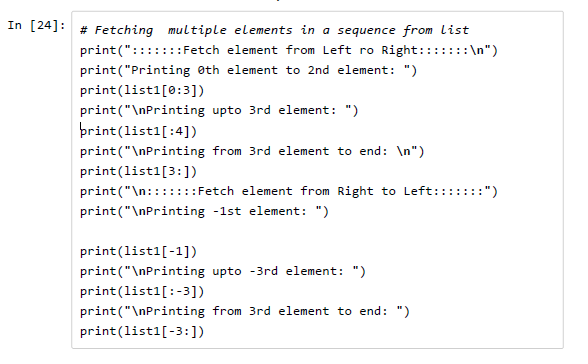 In [24]:
# Fetching  multiple elements in a sequence from list
print(":::::::Fetch element from Left ro Right:::::::\n")
print("Printing 0th element to 2nd element: ")
print(list1[0:3])
print("\nPrinting upto 3rd element: ")
print(list1[:4])
print("\nPrinting from 3rd element to end: \n")
print(list1[3:])
print("\n:::::::Fetch element from Right to Left:::::::")
print("\nPrinting -1st element: ")
print(list1[-1])
print("\nPrinting upto -3rd element: ")
print(list1[:-3])
print("\nPrinting from 3rd element to end: ")
print(list1[-3:])